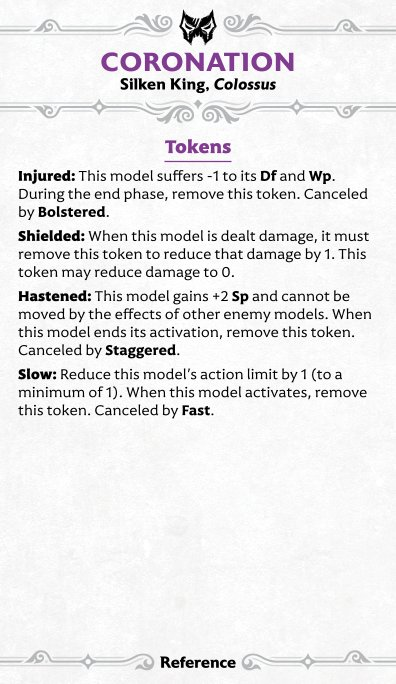 CORONATION
Silken King, Colossus
Tokens
Injured: This model suffers -1 to its Df and Wp.
During the end phase, remove this token. Canceled
by Bolstered.
Shielded: When this model is dealt damage, it must
remove this token to reduce that damage by 1. This
token may reduce damage to 0.
Hastened: This model gains +2 Sp and cannot be
moved by the effects of other enemy models. When
this model ends its activation, remove this token.
Canceled by Staggered.
Slow: Reduce this model's action limit by 1 (to a
minimum of 1). When this model activates, remove
this token. Canceled by Fast.
Reference